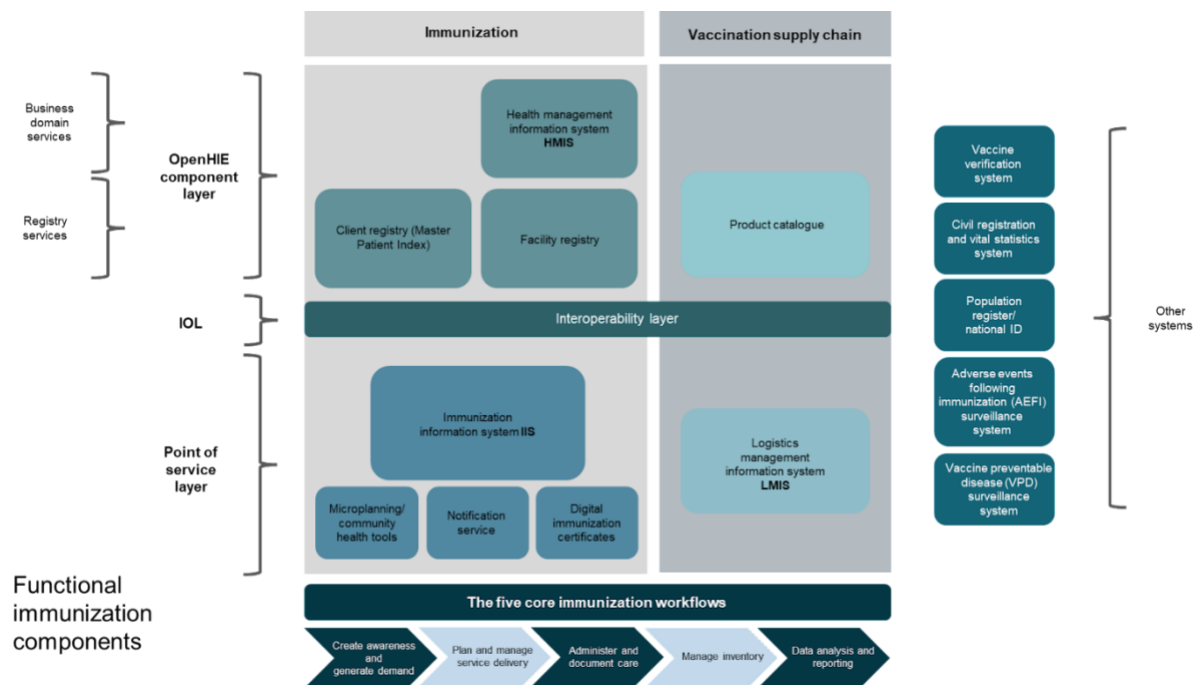 Immunization
Vaccination supply chain
Business
domain
services
Registry
services
OpenHIE
component
layer
Health management
information system
HMIS
Client registry (Master
Patient Index)
Facility registry
Product catalogue
IOL
Interoperability layer
Point of
service layer
Immunization
information system IIS
Microplanning/
community
health tools
Notification
service
Digital
immunization
certificates
Logistics
management
information system
LMIS
Vaccine
verification
system
Civil registration
and vital statistics
system
Population
register/
national ID
Adverse events
following
immunization (AEFI)
surveillance
system
Vaccine preventable
disease (VPD)
surveillance
system
Other
systems
Functional
immunization
components
The five core immunization workflows
Create awareness
and
generate demand
Plan and manage
service delivery
Administer and
document care
Manage inventory
Data analysis and
reporting